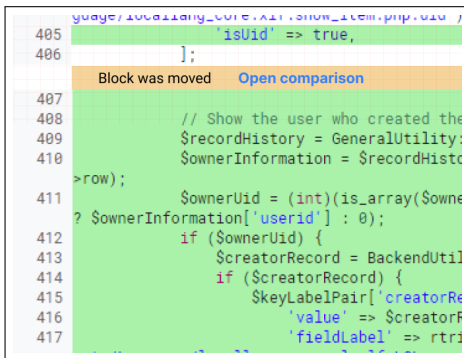 guage/locallang_core.xlf:show_item.php.uid')
405 'isUid' => true,
406 ];
Block was moved Open comparison
407
408 // Show the user who created the
409 $recordHistory = GeneralUtility:
410 $ownerInformation = $recordHisto
>row);
411 $ownerUid = (int)(is_array($owne
? $ownerInformation['userid'] : 0);
412 if ($ownerUid) {
413 $creatorRecord = BackendUtil
414 if ($creatorRecord) {
415 $keyLabelPair['creatorRe
416 'value' => $creatorR
417 'fieldLabel' => rtri